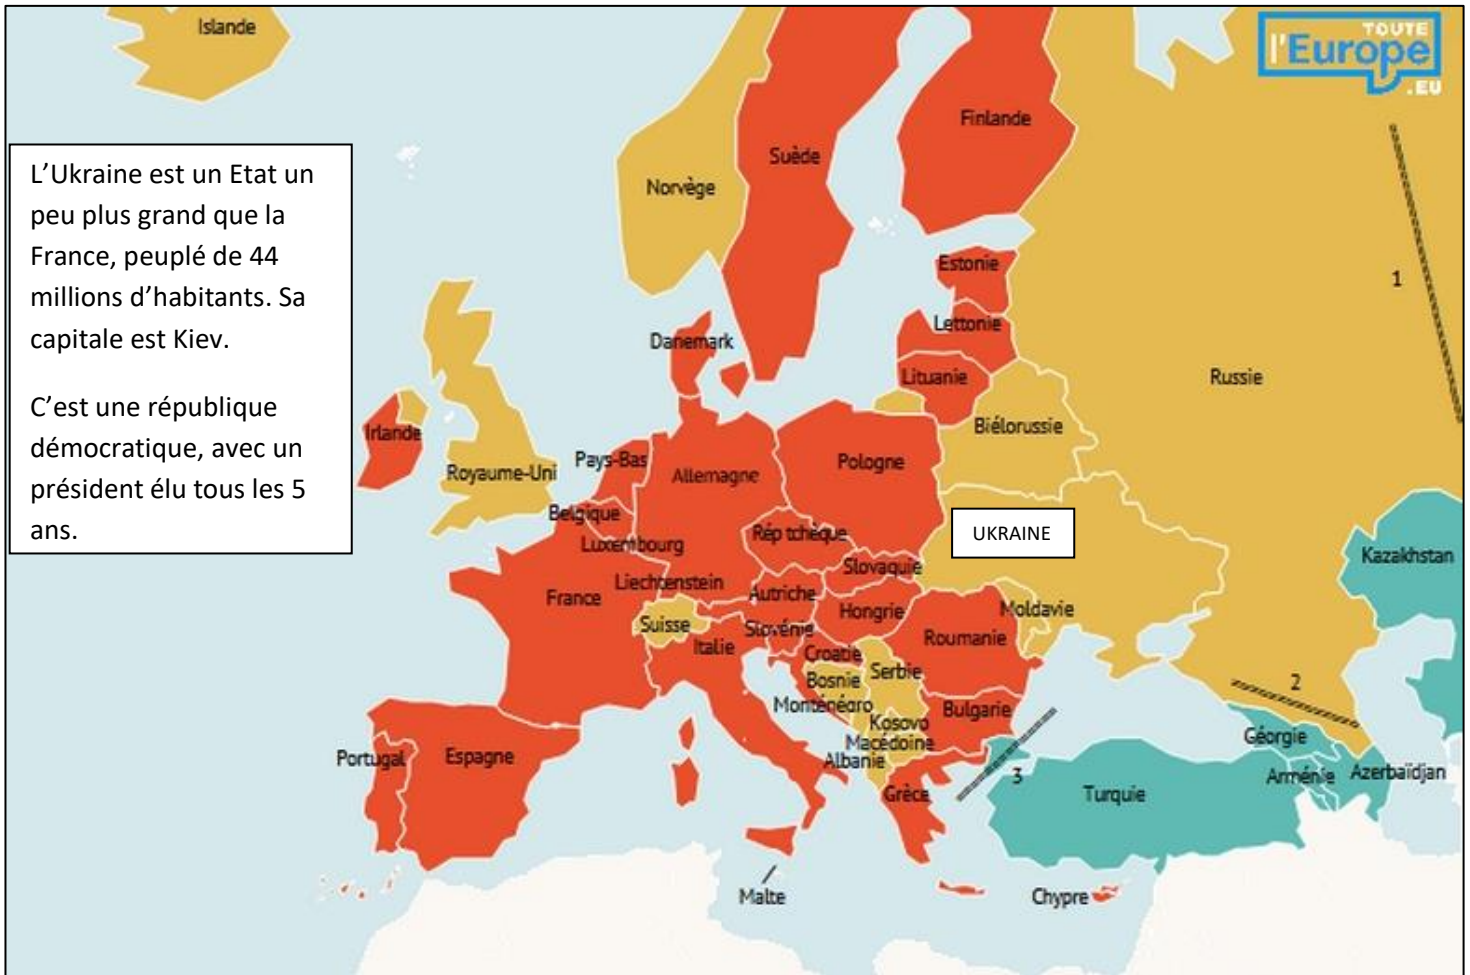 Islande
TOUTE
l'Europe
.EU
Finlande
Suède
L’Ukraine est un Etat un
peu plus grand que la
France, peuplé de 44
millions d’habitants. Sa
capitale est Kiev.
C’est une république
démocratique, avec un
président élu tous les 5
ans.
Norvège
Estonie
1
Lettonie
Danemark
Lituanie
Russie
Biélorussie
Irlande
Royaume-Uni
Pays-Bas
Allemagne
Pologne
Belgique
Rép tchèque
UKRAINE
Luxembourg
Kazakhstan
Slovaquie
Liechtenstein
Autriche
France
Hongrie
Moldavie
Suisse
Slovénie
Roumanie
Italie
Croatie
Serbie
Bosnie
2
Monténégro
Bulgarie
Kosovo
Géorgie
Macédoine
Portugal
Espagne
Albanie
3
Arménie
Azerbaïdjan
Grèce
Turquie
Malte
Chypre